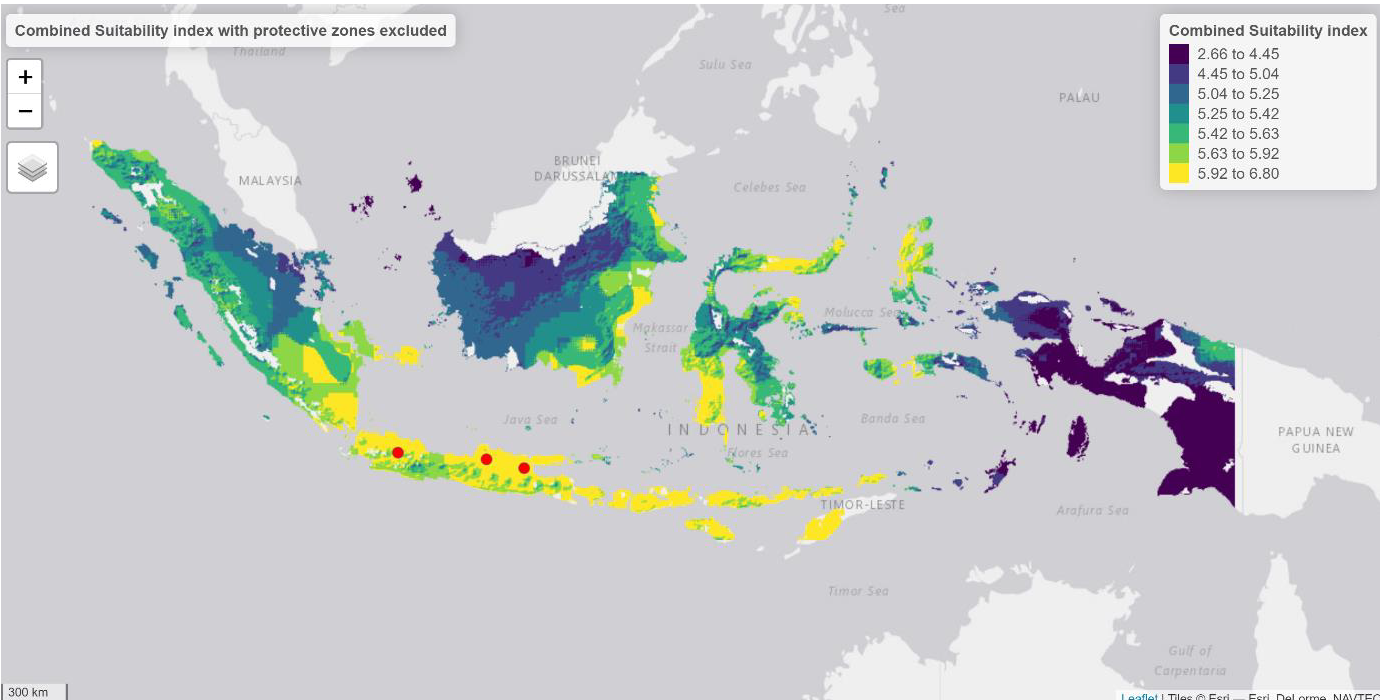 Sea
Combined Suitability index with protective zones excluded
Combined Suitability index
2.66 to 4.45
4.45 to 5.04
5.04 to 5.25
5.25 to 5.42
5.42 to 5.63
5.63 to 5.92
5.92 to 6.80
Thailand
+
−
Sulu Sea
PALAU
BRUNEI
DARUSSALAM
MALAYSIA
Celebes Sea
Molucca Sea
Makassar
Strait
Java Sea
Banda Sea
INDONESIA
PAPUA NEW
GUINEA
Flores Sea
TIMOR-LESTE
Arafura Sea
Timor Sea
Gulf of
Carpentaria
300 km
Leaflet | Tiles © Esri — Esri, DeLorme, NAVTEQ